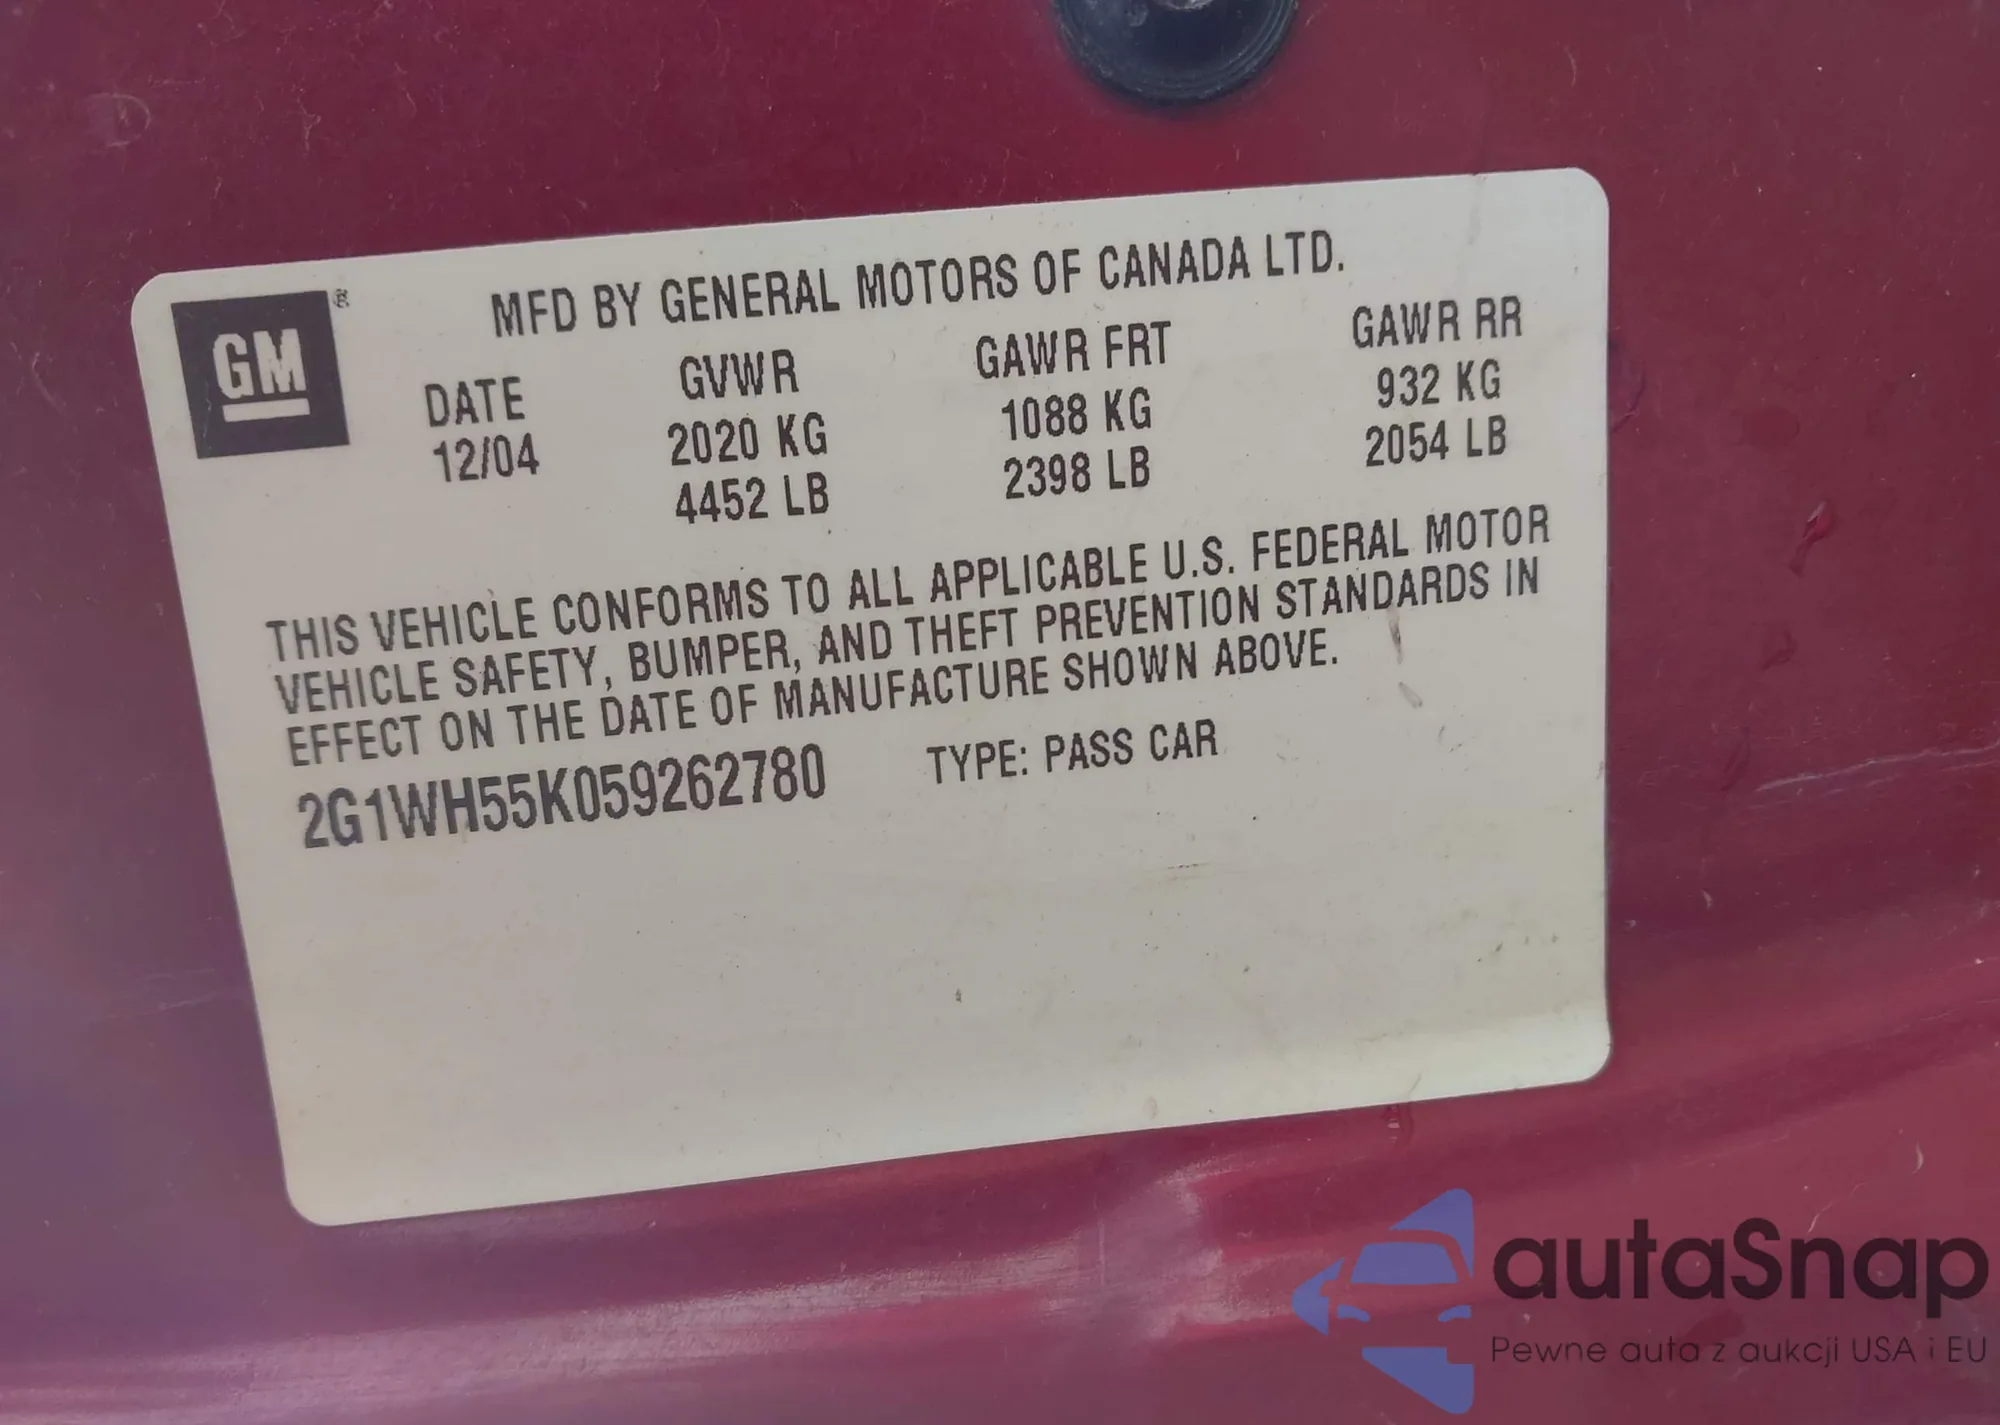 GM ®
MFD BY GENERAL MOTORS OF CANADA LTD.
DATE GVWR GAWR FRT GAWR RR
12/04 2020 KG 1088 KG 932 KG
4452 LB 2398 LB 2054 LB
THIS VEHICLE CONFORMS TO ALL APPLICABLE U.S. FEDERAL MOTOR
VEHICLE SAFETY, BUMPER, AND THEFT PREVENTION STANDARDS IN
EFFECT ON THE DATE OF MANUFACTURE SHOWN ABOVE.
2G1WH55K059262780 TYPE: PASS CAR
autaSnap
Pewne auta z aukcji USA i EU